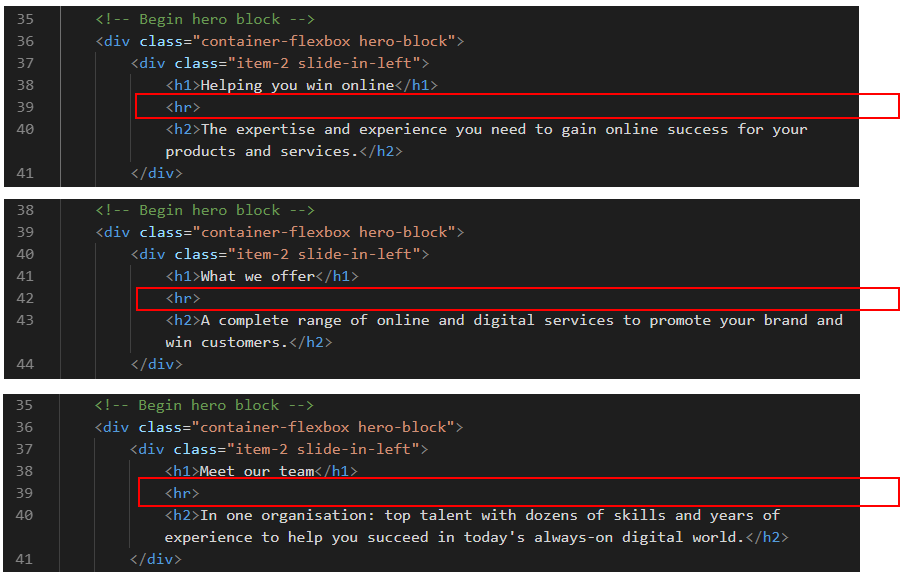 35 <!-- Begin hero block -->
36 <div class="container-flexbox hero-block">
37 <div class="item-2 slide-in-left">
38 <h1>Helping you win online</h1>
39 <hr>
40 <h2>The expertise and experience you need to gain online success for your
products and services.</h2>
41 </div>
38 <!-- Begin hero block -->
39 <div class="container-flexbox hero-block">
40 <div class="item-2 slide-in-left">
41 <h1>What we offer</h1>
42 <hr>
43 <h2>A complete range of online and digital services to promote your brand and
win customers.</h2>
44 </div>
35 <!-- Begin hero block -->
36 <div class="container-flexbox hero-block">
37 <div class="item-2 slide-in-left">
38 <h1>Meet our team</h1>
39 <hr>
40 <h2>In one organisation: top talent with dozens of skills and years of
experience to help you succeed in today's always-on digital world.</h2>
41 </div>